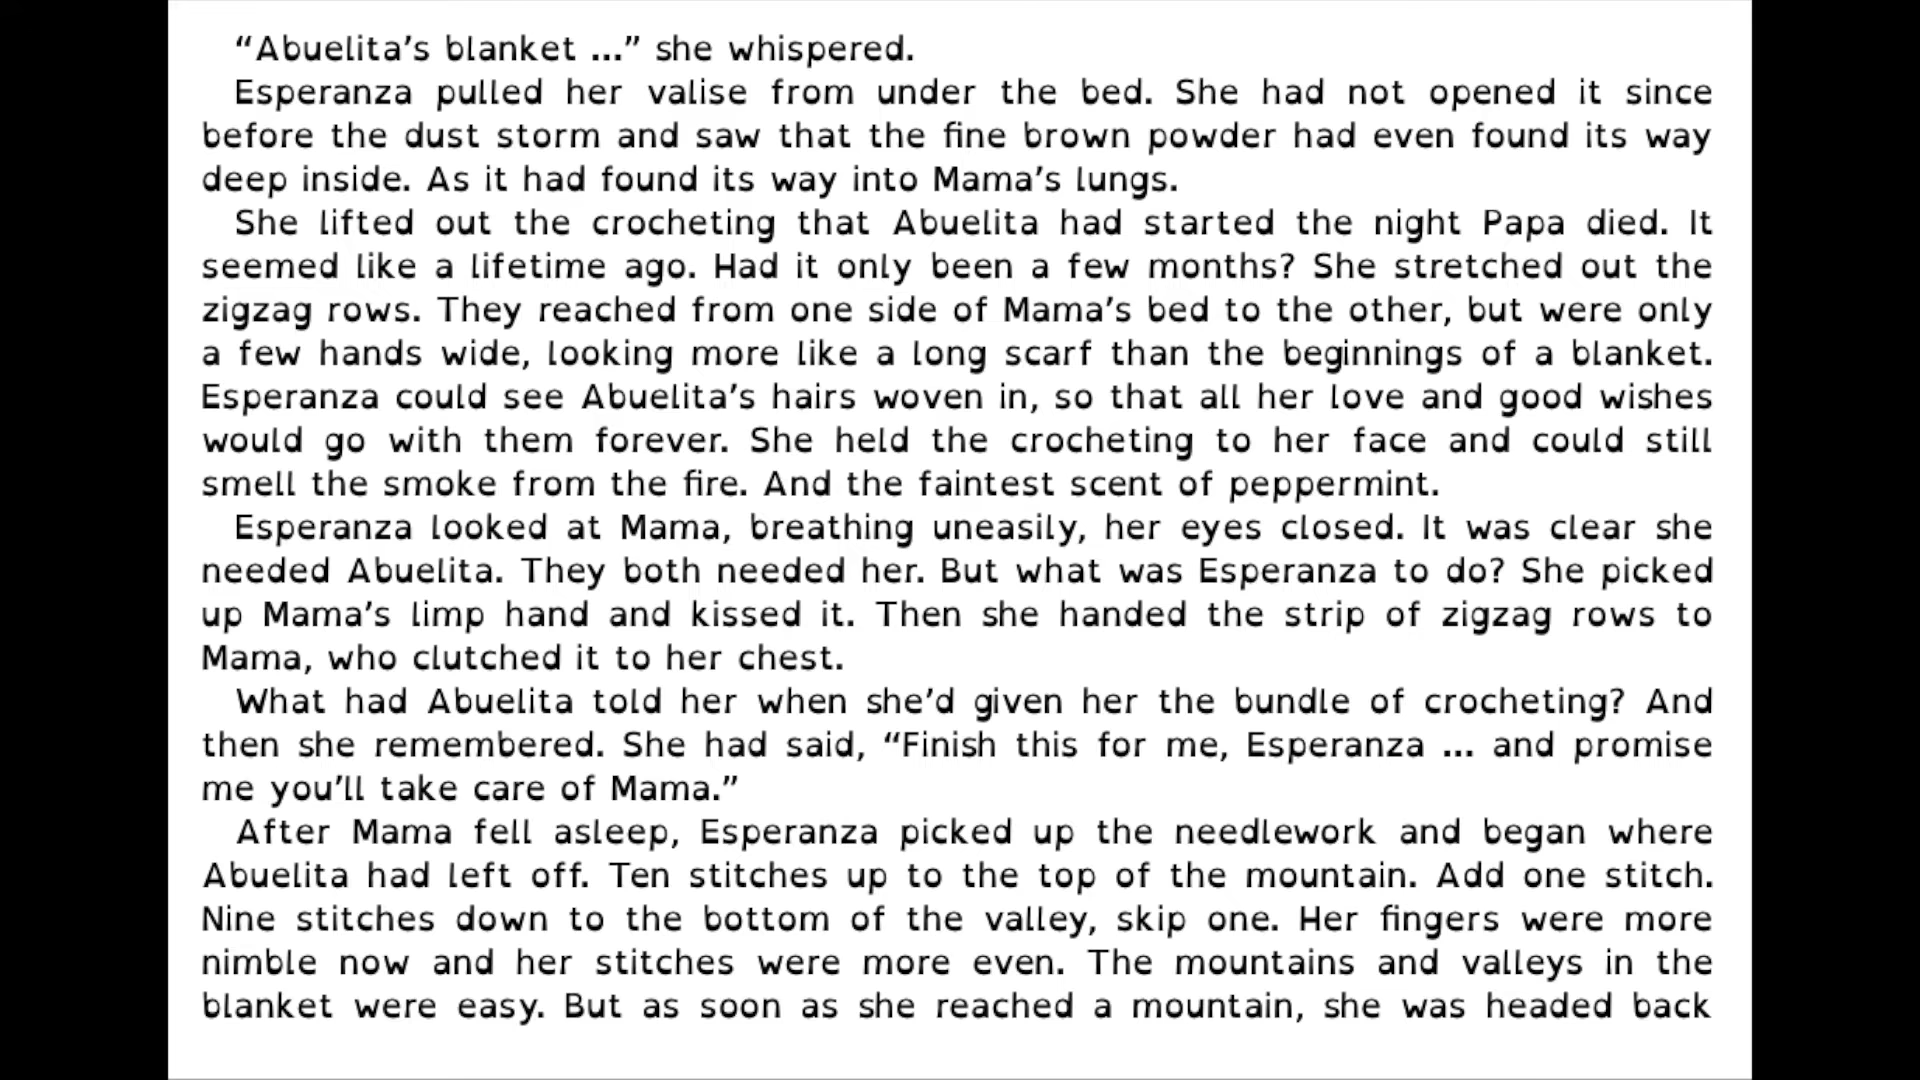 “Abuelita’s blanket ...” she whispered.
Esperanza pulled her valise from under the bed. She had not opened it since
before the dust storm and saw that the fine brown powder had even found its way
deep inside. As it had found its way into Mama’s lungs.
She lifted out the crocheting that Abuelita had started the night Papa died. It
seemed like a lifetime ago. Had it only been a few months? She stretched out the
zigzag rows. They reached from one side of Mama’s bed to the other, but were only
a few hands wide, looking more like a long scarf than the beginnings of a blanket.
Esperanza could see Abuelita’s hairs woven in, so that all her love and good wishes
would go with them forever. She held the crocheting to her face and could still
smell the smoke from the fire. And the faintest scent of peppermint.
Esperanza looked at Mama, breathing uneasily, her eyes closed. It was clear she
needed Abuelita. They both needed her. But what was Esperanza to do? She picked
up Mama’s limp hand and kissed it. Then she handed the strip of zigzag rows to
Mama, who clutched it to her chest.
What had Abuelita told her when she’d given her the bundle of crocheting? And
then she remembered. She had said, “Finish this for me, Esperanza ... and promise
me you’ll take care of Mama.”
After Mama fell asleep, Esperanza picked up the needlework and began where
Abuelita had left off. Ten stitches up to the top of the mountain. Add one stitch.
Nine stitches down to the bottom of the valley, skip one. Her fingers were more
nimble now and her stitches were more even. The mountains and valleys in the
blanket were easy. But as soon as she reached a mountain, she was headed back